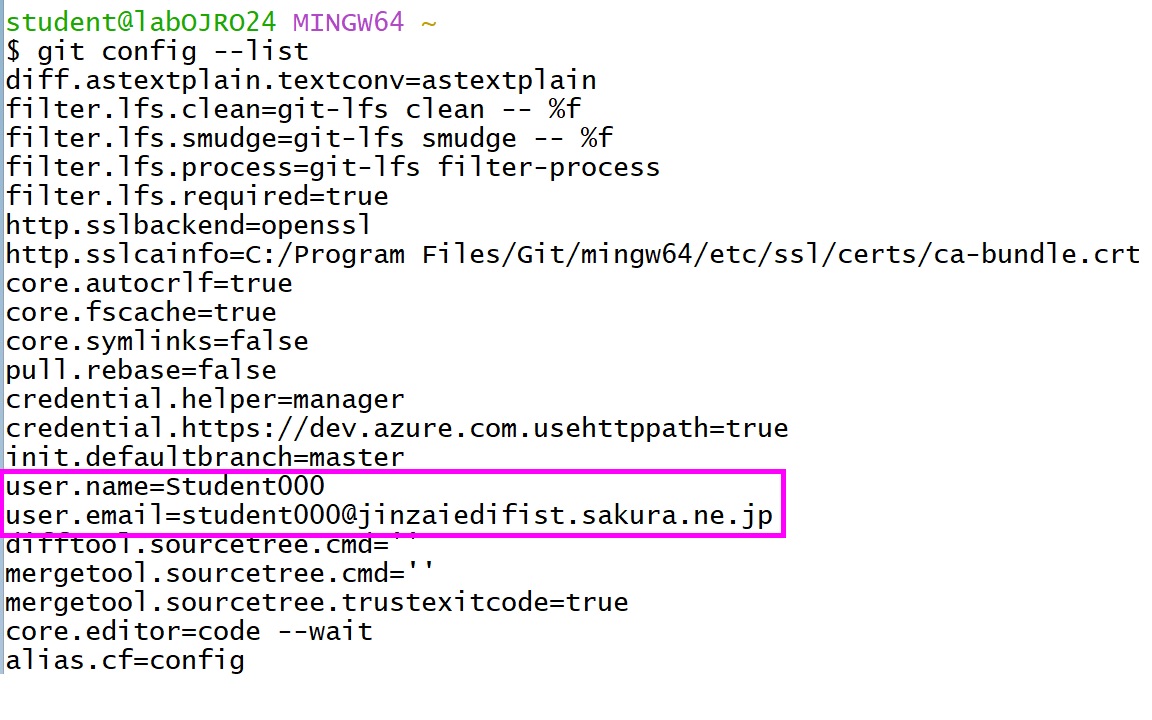 student@labOJRO24 MINGW64 ~
$ git config --list
diff.astextplain.textconv=astextplain
filter.lfs.clean=git-lfs clean -- %f
filter.lfs.smudge=git-lfs smudge -- %f
filter.lfs.process=git-lfs filter-process
filter.lfs.required=true
http.sslbackend=openssl
http.sslcainfo=C:/Program Files/Git/mingw64/etc/ssl/certs/ca-bundle.crt
core.autocrlf=true
core.fscache=true
core.symlinks=false
pull.rebase=false
credential.helper=manager
credential.https://dev.azure.com.usehttppath=true
init.defaultbranch=master
user.name=Student000
user.email=student000@jinzaiedifist.sakura.ne.jp
difftool.sourcetree.cmd=''
mergetool.sourcetree.cmd=''
mergetool.sourcetree.trustexitcode=true
core.editor=code --wait
alias.cf=config